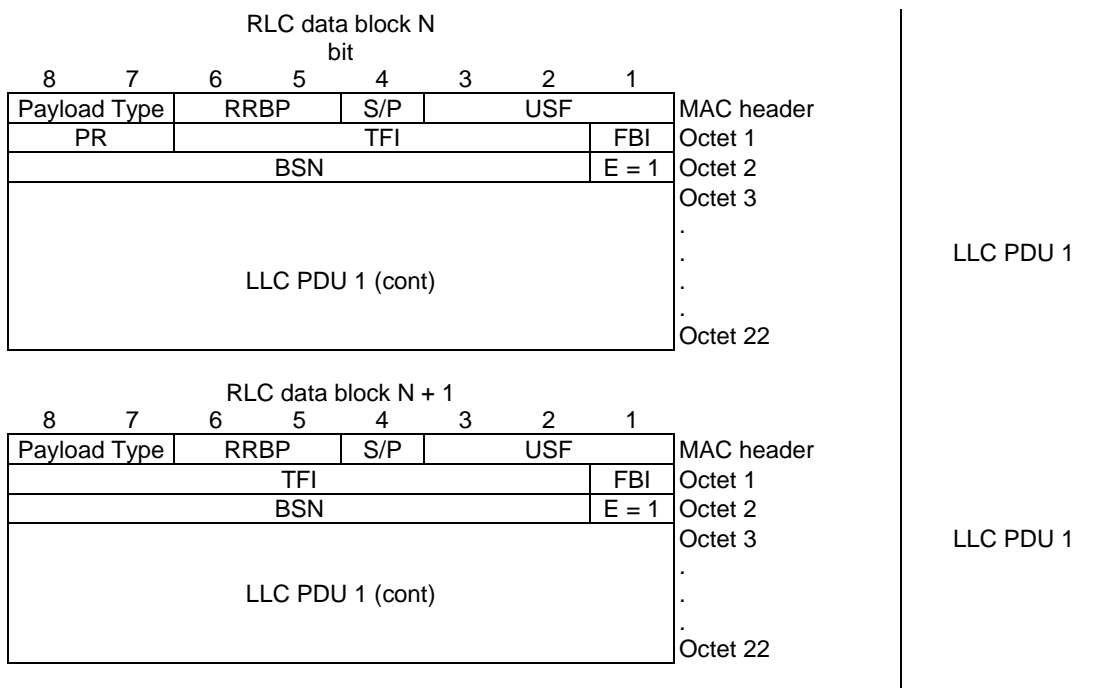 RLC data block N
bit
8 7 6 5 4 3 2 1
Payload Type RRBP S/P USF MAC header
PR TFI FBI Octet 1
BSN E = 1 Octet 2
Octet 3
.
.
LLC PDU 1
LLC PDU 1 (cont)
.
.
Octet 22
RLC data block N + 1
8 7 6 5 4 3 2 1
Payload Type RRBP S/P USF MAC header
TFI FBI Octet 1
BSN E = 1 Octet 2
Octet 3 LLC PDU 1
.
LLC PDU 1 (cont) .
.
Octet 22